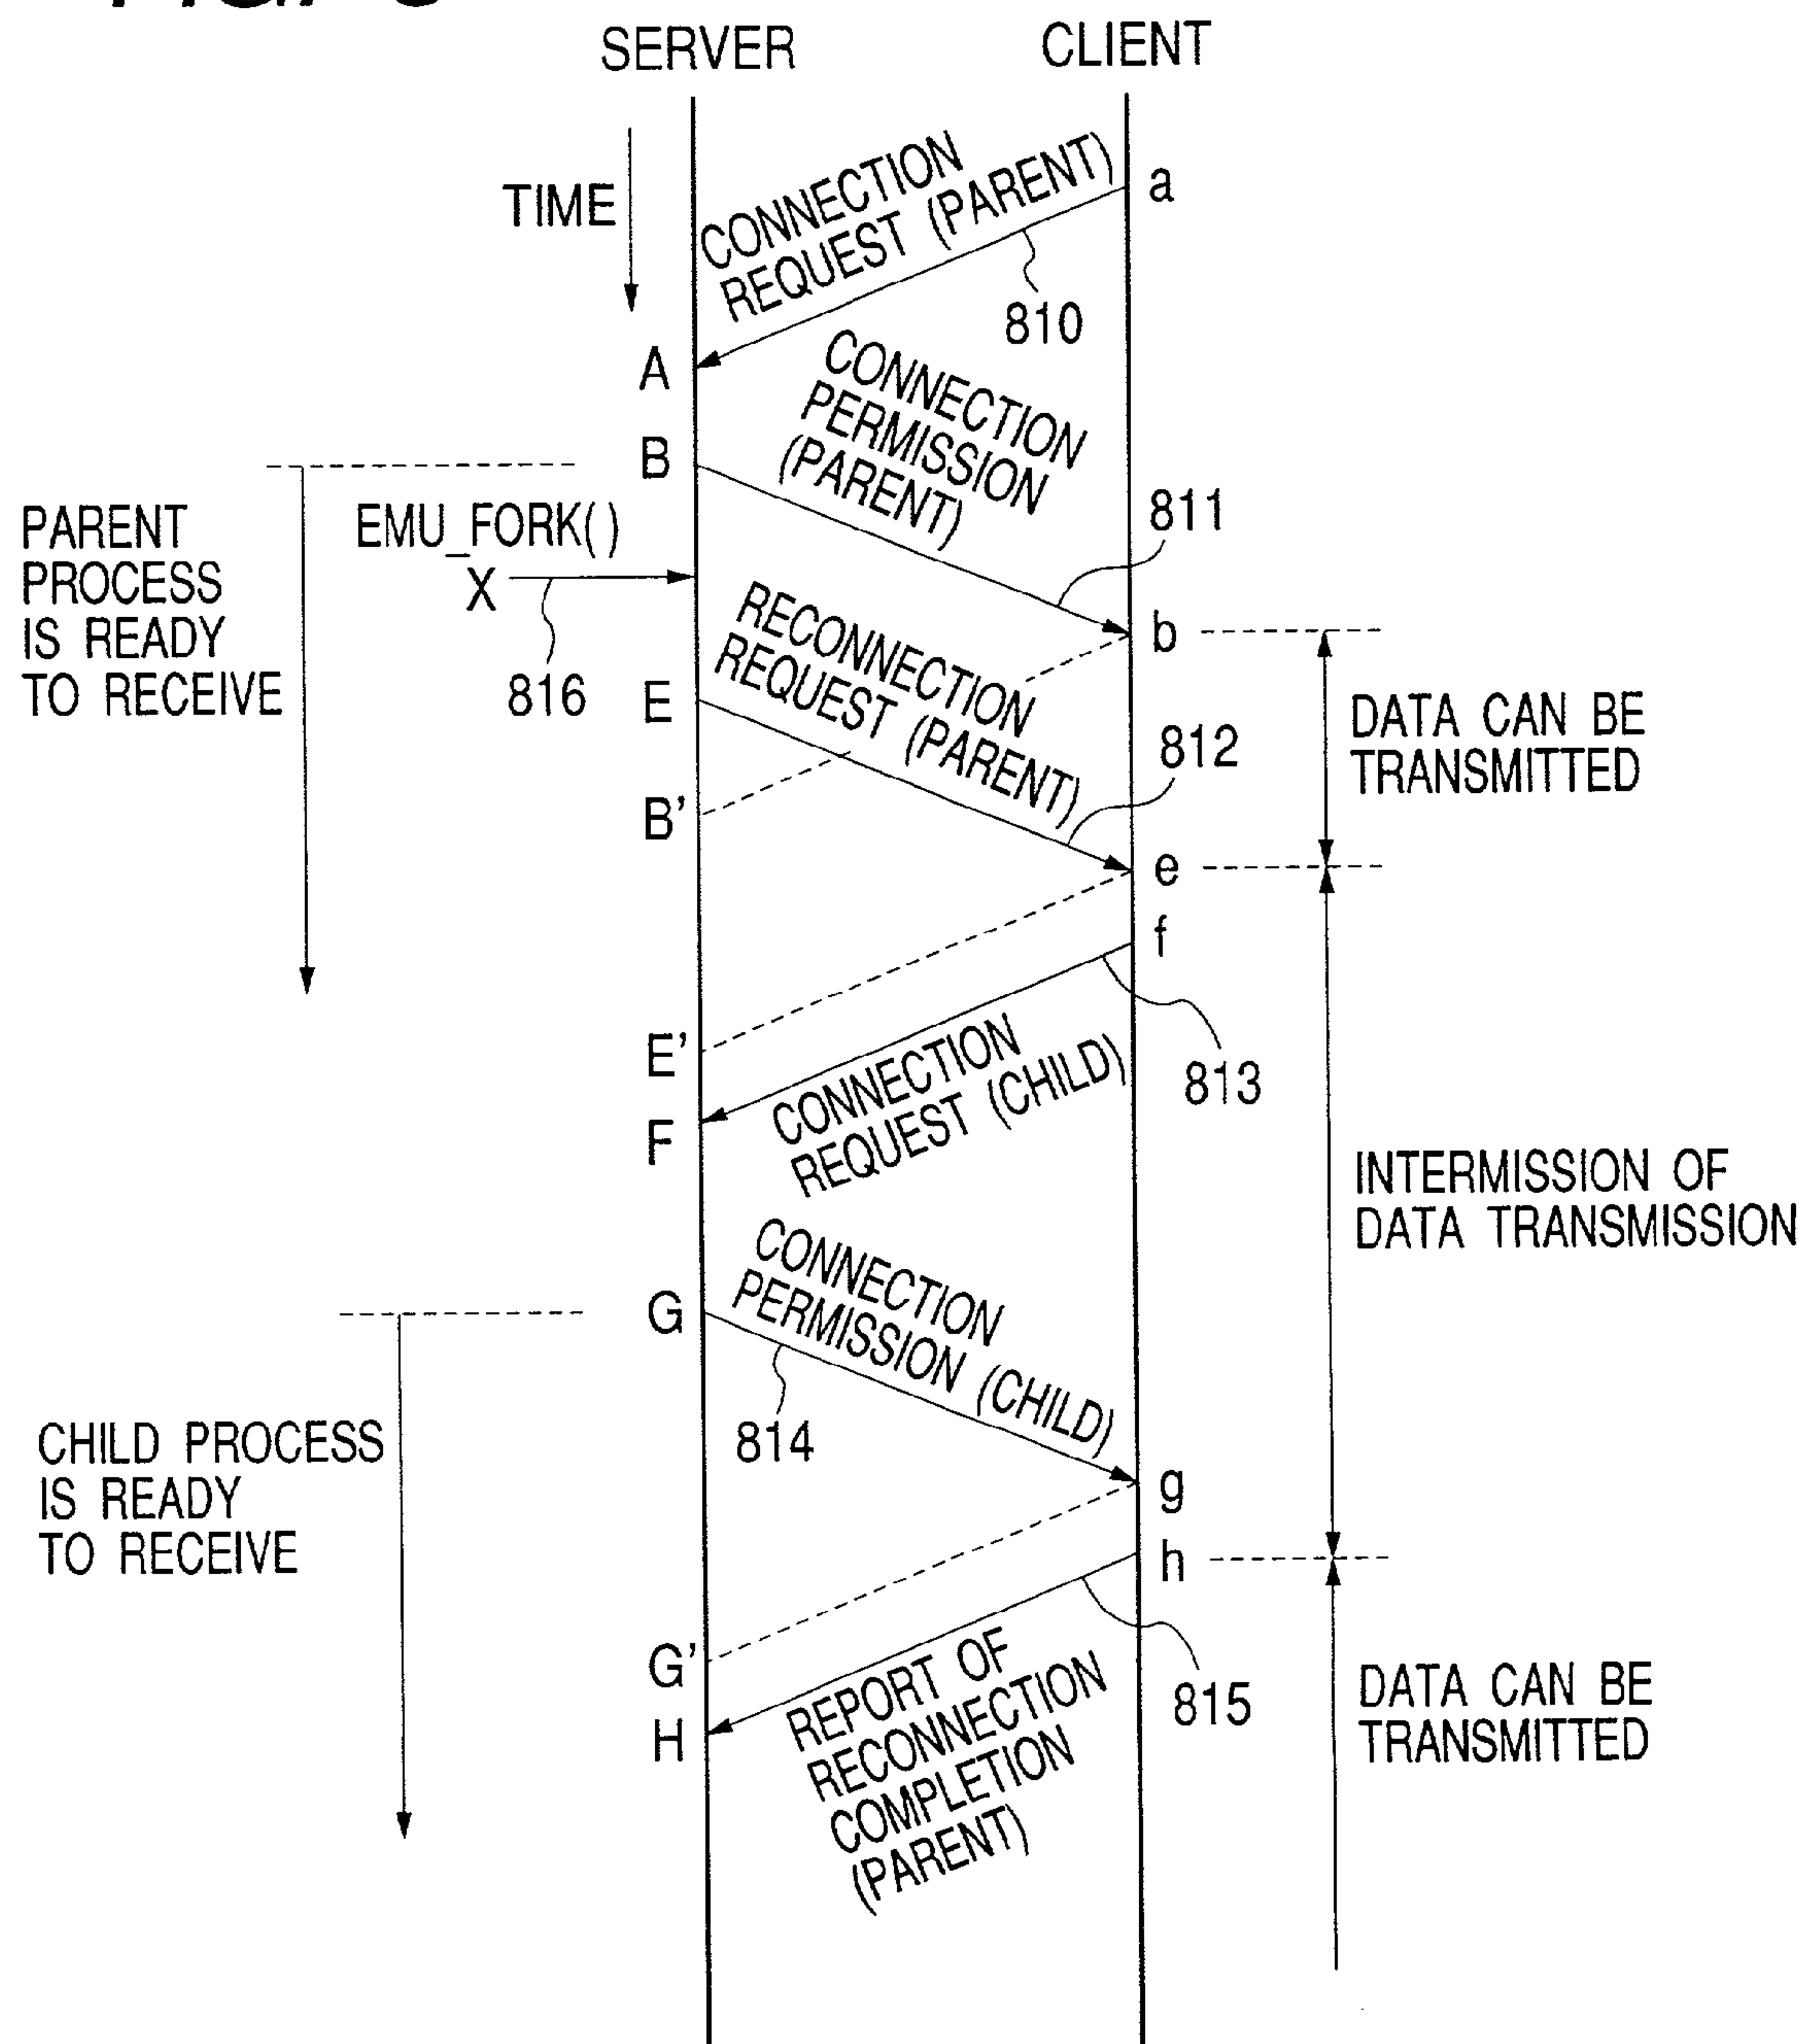 SERVER
CLIENT
TIME
CONNECTION
REQUEST (PARENT)
a
810
A
CONNECTION
PERMISSION
(PARENT)
B
811
PARENT
PROCESS
IS READY
TO RECEIVE
EMU_FORK()
X
816
b
RECONNECTION
REQUEST (PARENT)
E
812
DATA CAN BE
TRANSMITTED
B'
e
f
E'
813
CONNECTION
REQUEST (CHILD)
F
INTERMISSION OF
DATA TRANSMISSION
CONNECTION
PERMISSION (CHILD)
G
814
CHILD PROCESS
IS READY
TO RECEIVE
g
h
G'
815
REPORT OF
RECONNECTION
COMPLETION
(PARENT)
H
DATA CAN BE
TRANSMITTED